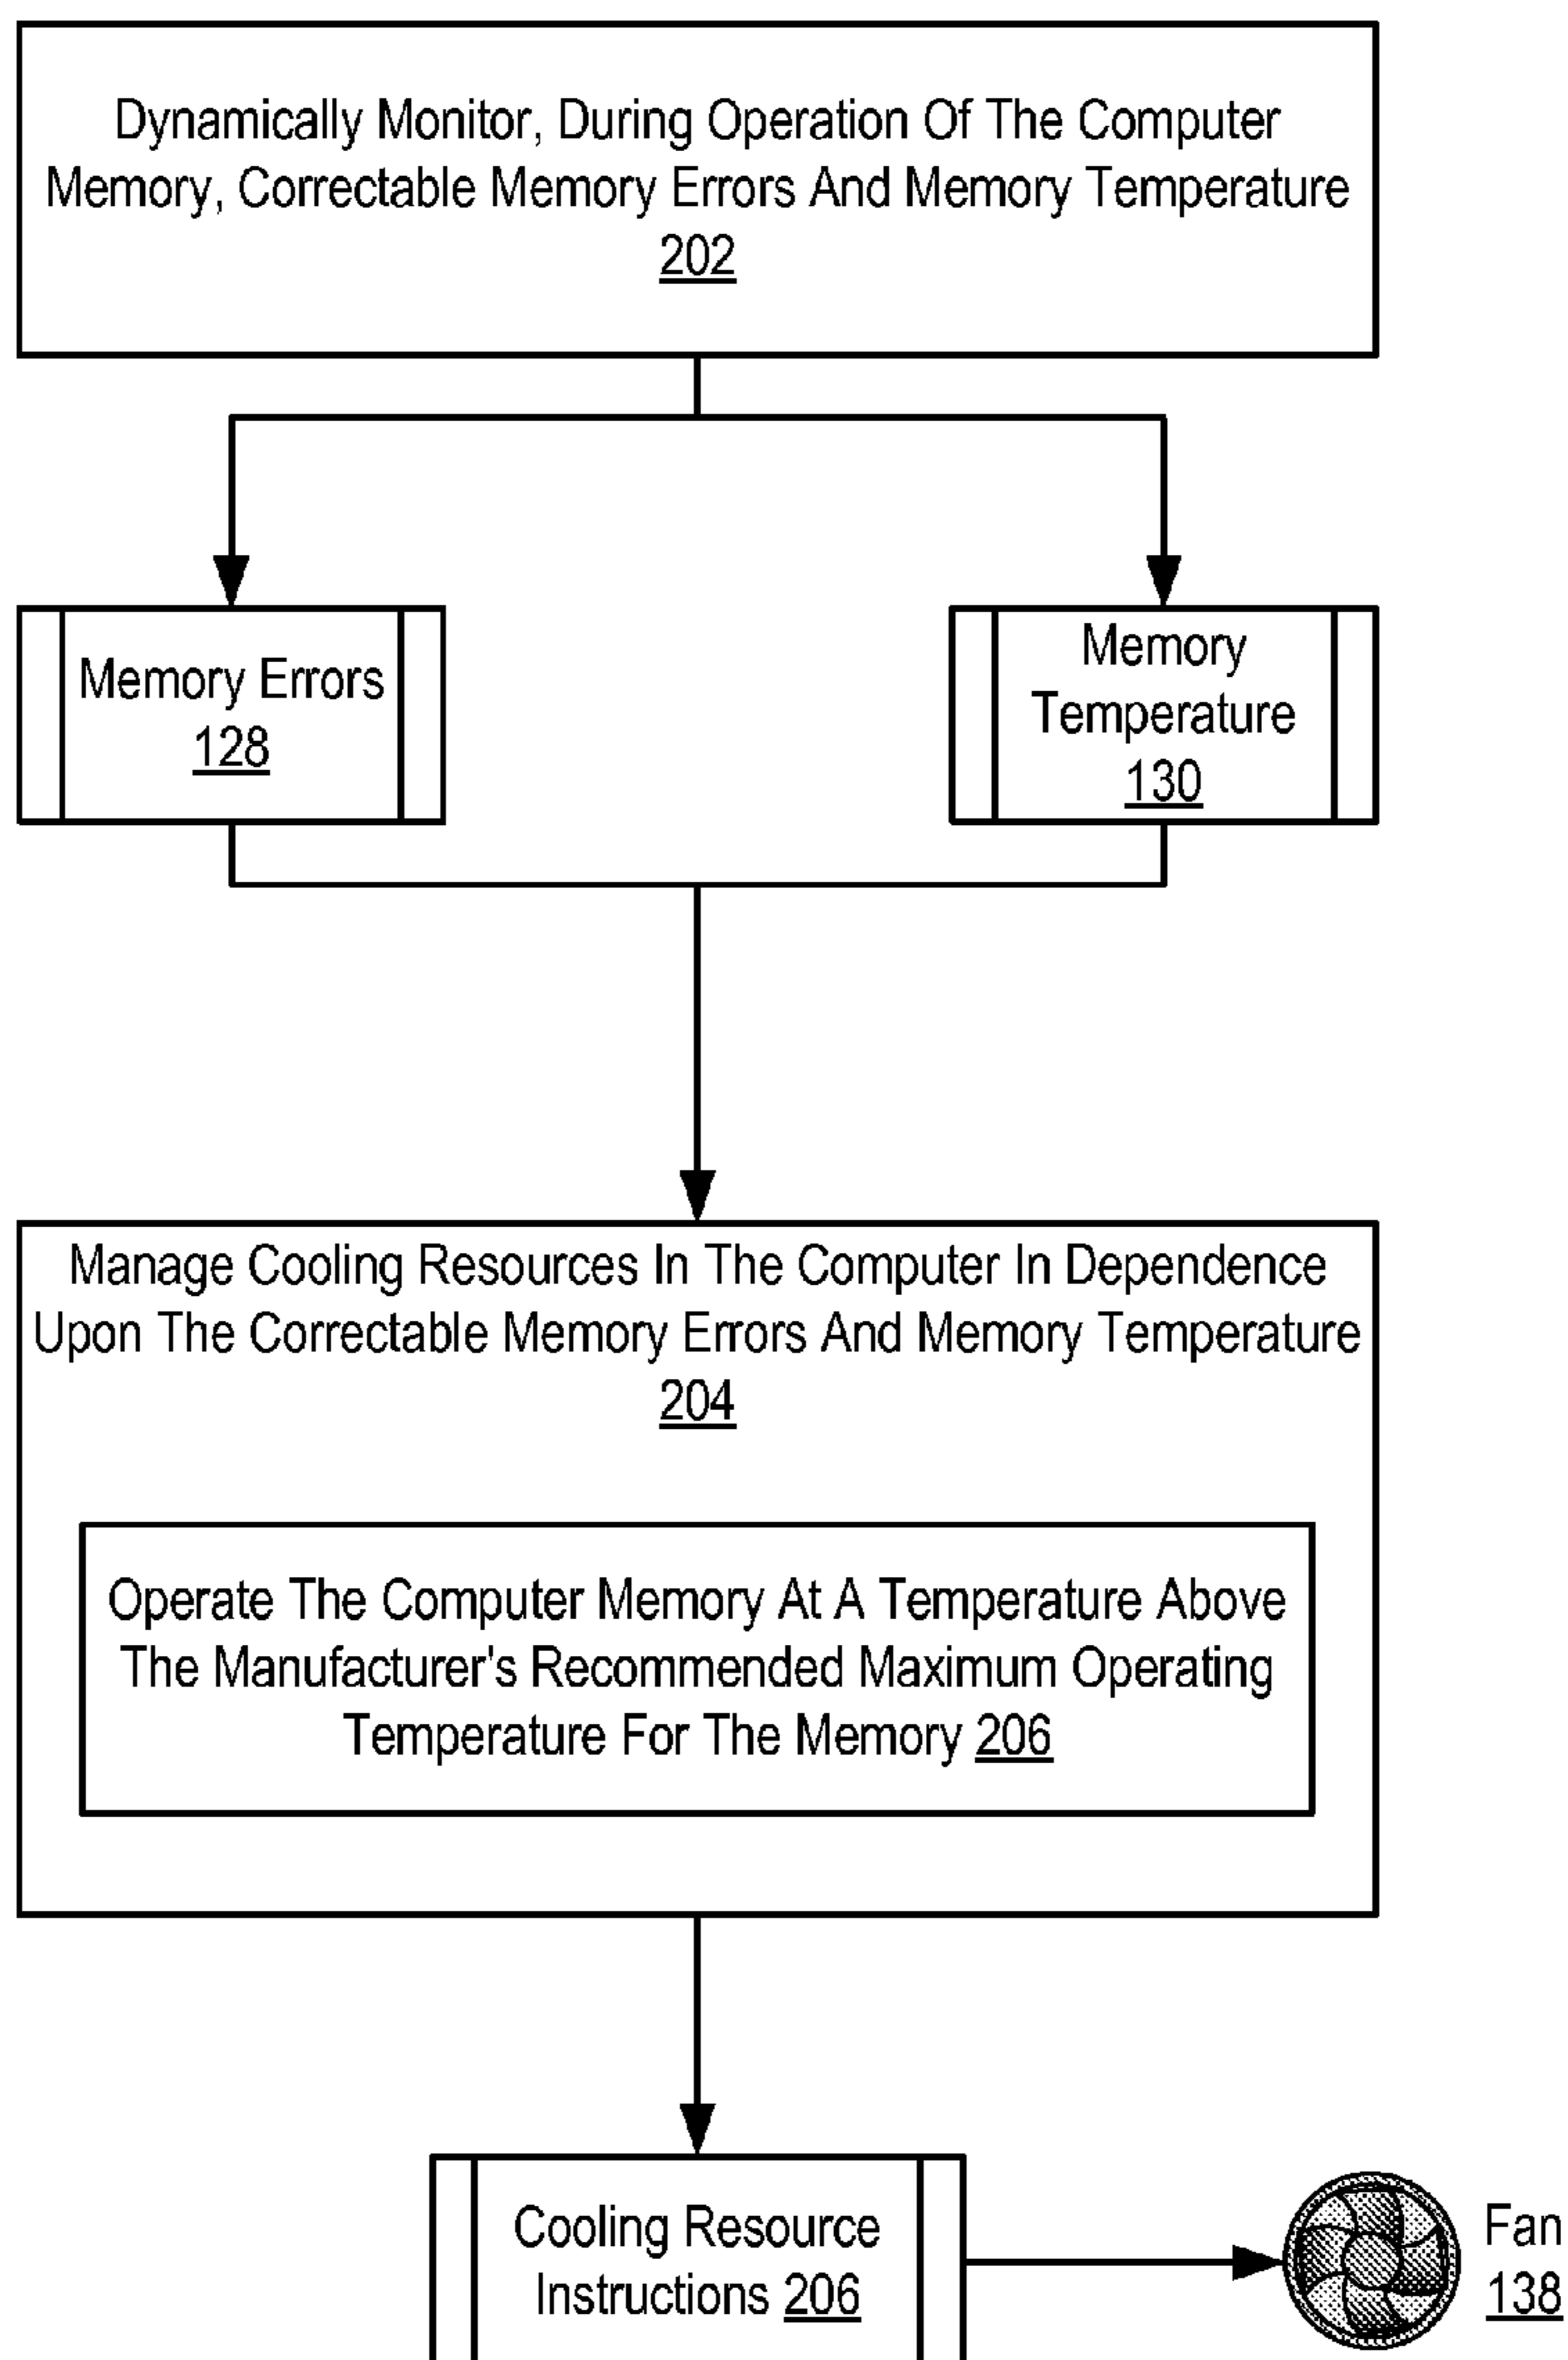 Dynamically Monitor, During Operation Of The Computer
Memory, Correctable Memory Errors And Memory Temperature
202
Memory Errors
128
Memory
Temperature
130
Manage Cooling Resources In The Computer In Dependence
Upon The Correctable Memory Errors And Memory Temperature
204
Operate The Computer Memory At A Temperature Above
The Manufacturer's Recommended Maximum Operating
Temperature For The Memory 206
Cooling Resource
Instructions 206
Fan
138